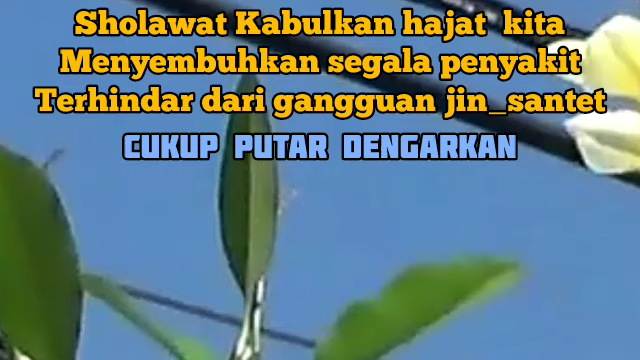 Sholawat Kabulkan hajat kita
Menyembuhkan segala penyakit
Terhindar dari gangguan jin_santet
CUKUP PUTAR DENGARKAN